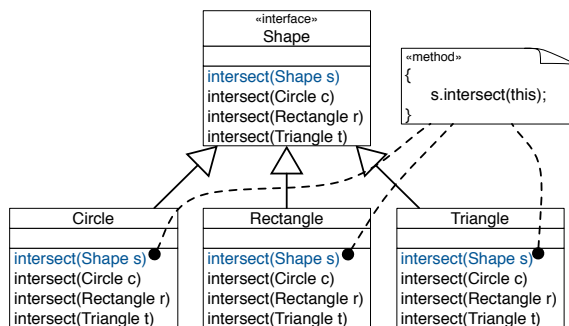 «interface»
Shape
intersect(Shape s)
intersect(Circle c)
intersect(Rectangle r)
intersect(Triangle t)
«method»
{
s.intersect(this);
}
Circle
intersect(Shape s)
intersect(Circle c)
intersect(Rectangle r)
intersect(Triangle t)
Rectangle
intersect(Shape s)
intersect(Circle c)
intersect(Rectangle r)
intersect(Triangle t)
Triangle
intersect(Shape s)
intersect(Circle c)
intersect(Rectangle r)
intersect(Triangle t)